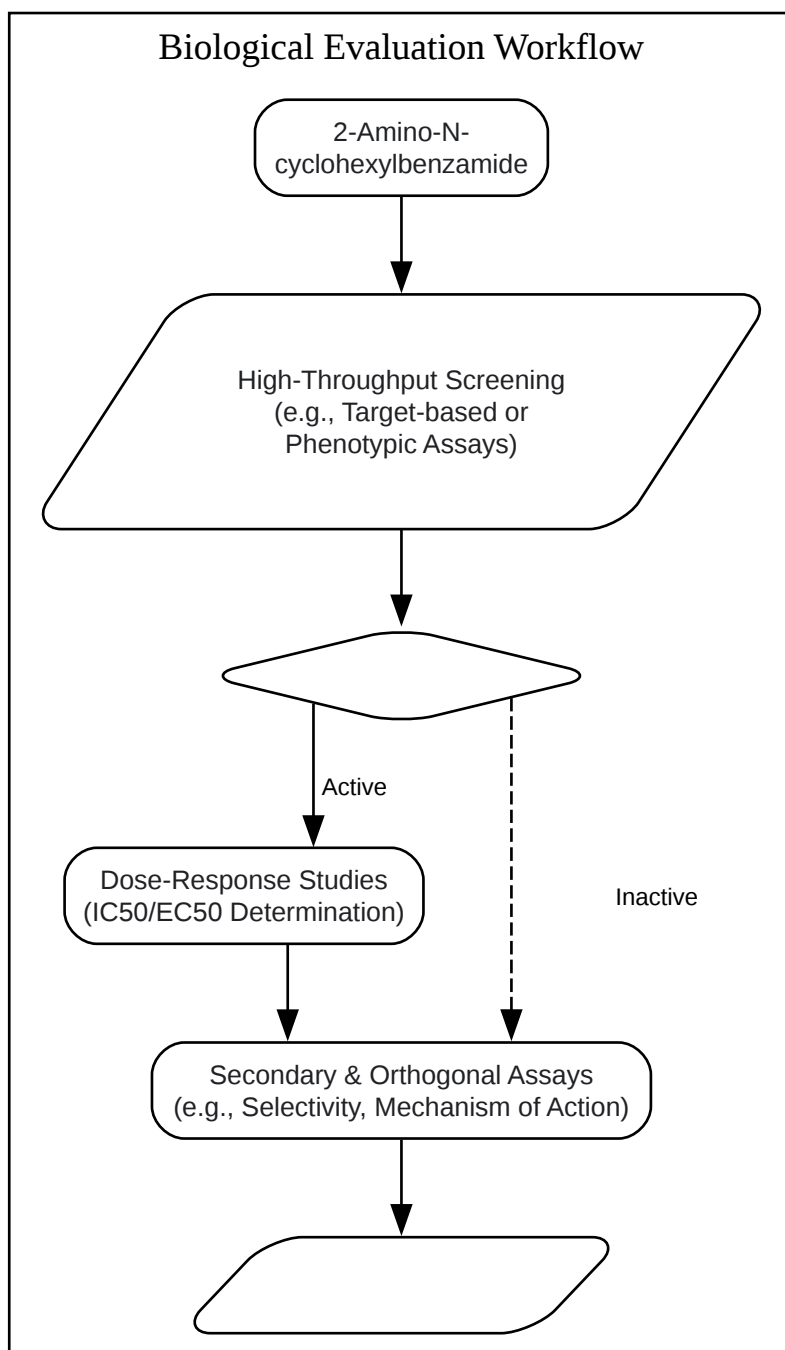 Biological Evaluation Workflow
2-Amino-N-
cyclohexylbenzamide
High-Throughput Screening
(e.g., Target-based or
Phenotypic Assays)
Active
Dose-Response Studies
(IC50/EC50 Determination)
Inactive
Secondary & Orthogonal Assays
(e.g., Selectivity, Mechanism of Action)